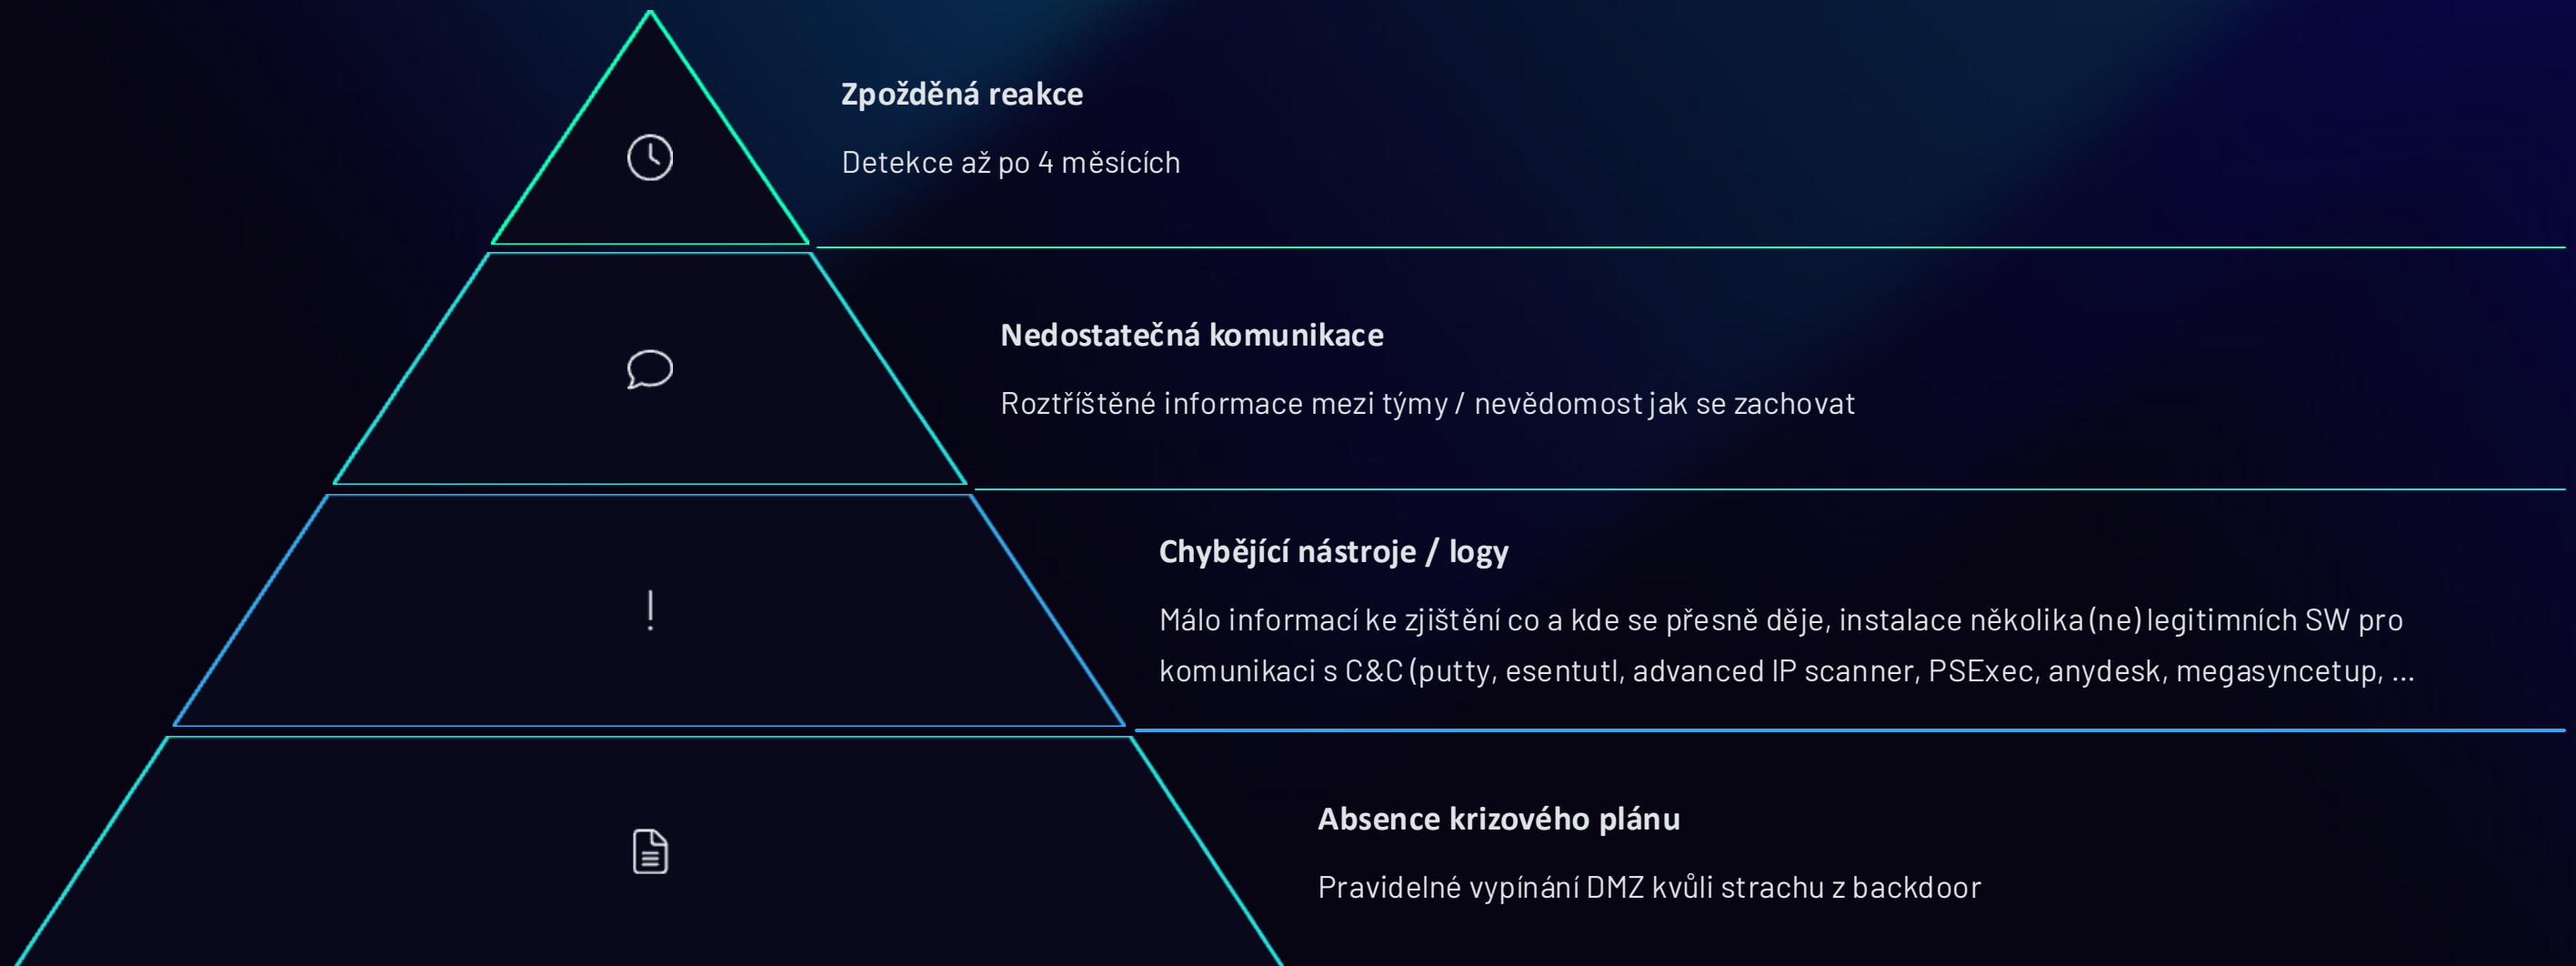 Zpožděná reakce
Detekce až po 4 měsících
Nedostatečná komunikace
Roztříštěné informace mezi týmy / nevědomost jak se zachovat
Chybějící nástroje / logy
Málo informací ke zjištění co a kde se přesně děje, instalace několika (ne) legitimních SW pro
komunikaci s C&C (putty, esentutl, advanced IP scanner, PSExec, anydesk, megasyncetup, ...
Absence krizového plánu
Pravidelné vypínání DMZ kvůli strachu z backdoor